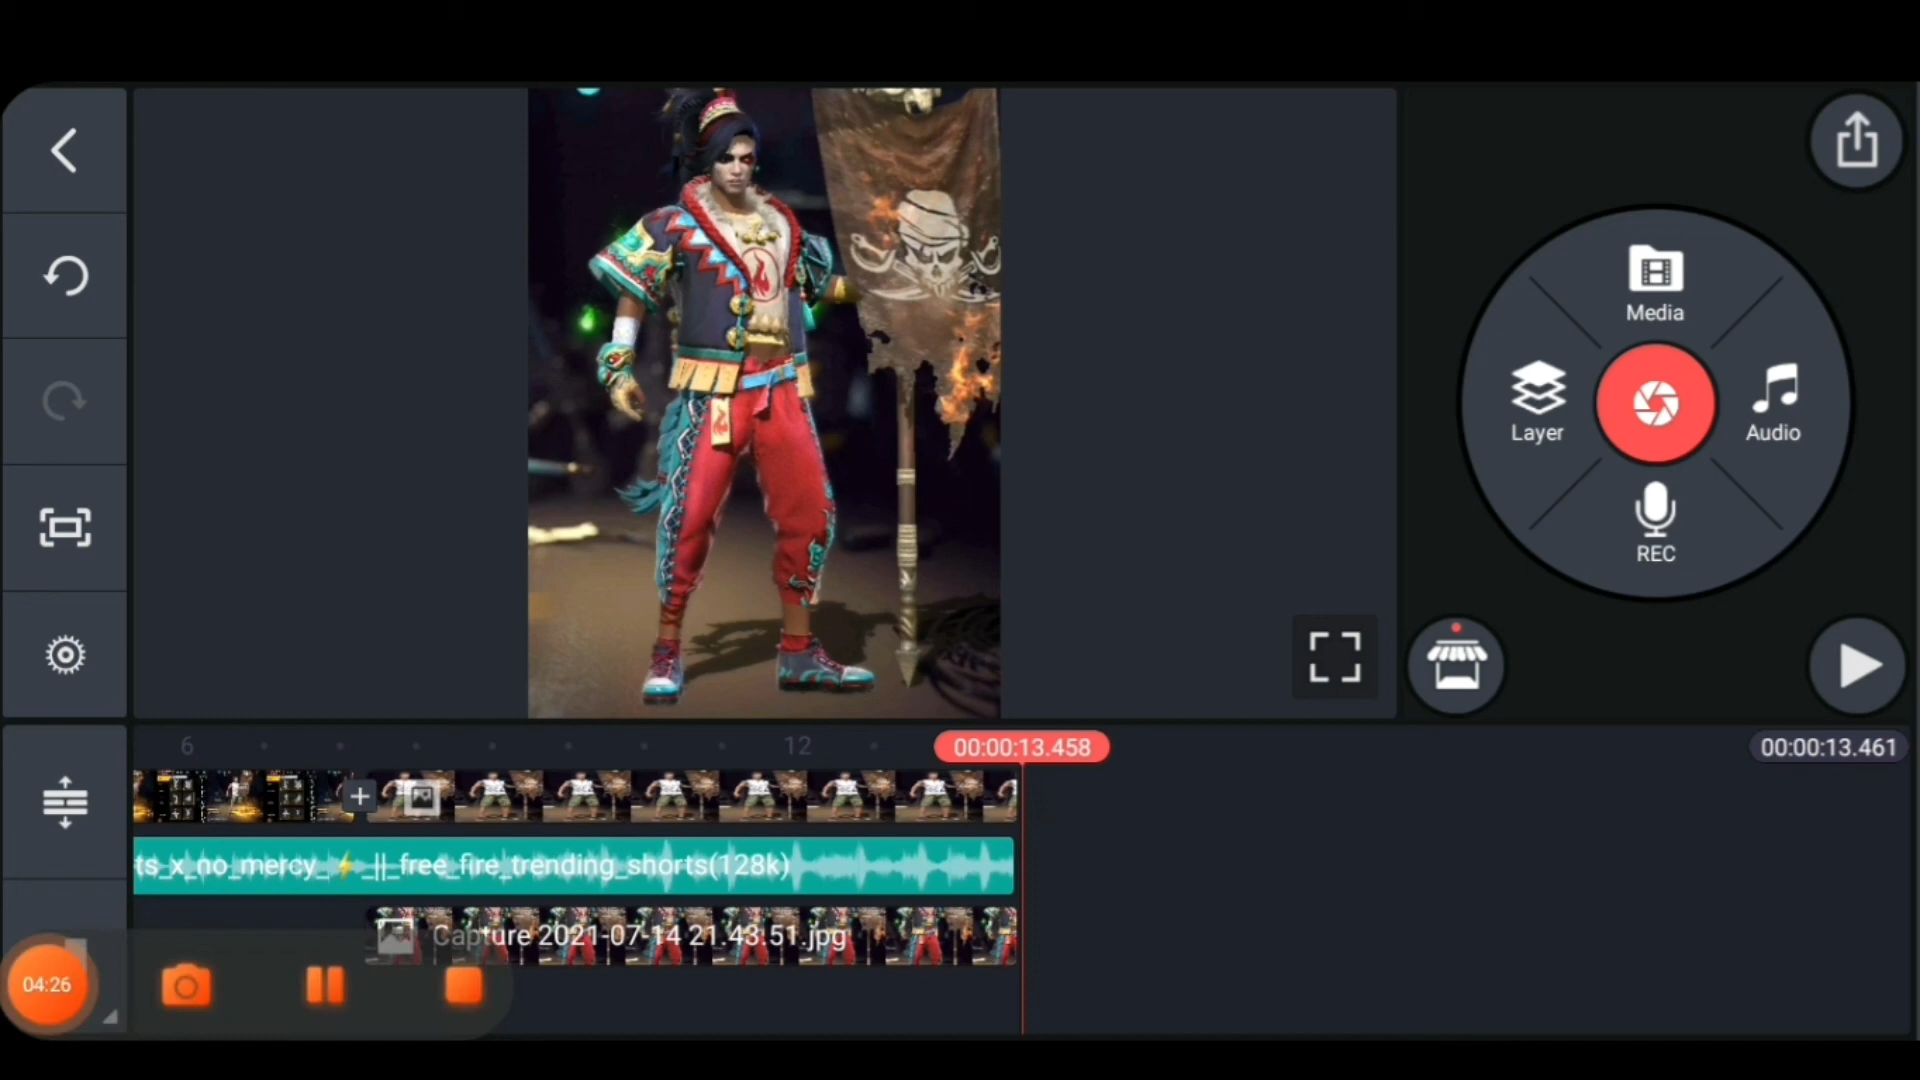 Media
Layer
Audio
REC
6
12
00:00:13.458
00:00:13.461
ts_x_no_mercy_⚡_||_free_fire_trending_shorts(128k)
Capture 2021-07-14 21.43.51.jpg
04:26